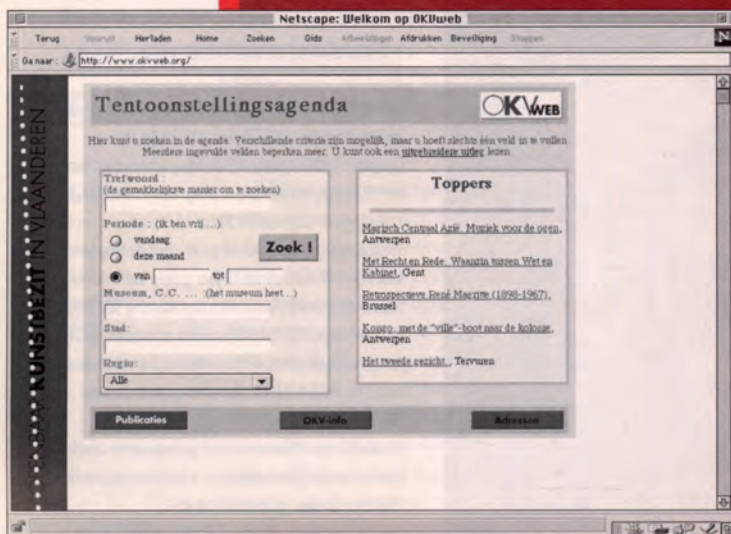 Netscape: Welkom op OKVweb
Terug Vooruit Herladen Home Zoeken Gids Afbeeldingen Afdrukken Beveiliging Stoppen
N
Ga naar: http://www.okvweb.org/
OPENBAAR KUNSTBEZIT IN VLAANDEREN
Tentoonstellingsagenda
OKV WEB
Hier kunt u zoeken in de agenda. Verschillende criteria zijn mogelijk, maar u hoeft slechts één veld in te vullen.
Meerdere ingevulde velden beperken meer. U kunt ook een uitgebreidere uitleg lezen.
Trefwoord :
(de gemakkelijkste manier om te zoeken)
Periode : (ik ben vrij ...)
vandaag
deze maand
van tot
Zoek !
Museum, C.C. ... (het museum heet...)
Stad:
Regio:
Alle
Toppers
Magisch Centraal Azië. Muziek voor de ogen,
Antwerpen
Met Recht en Rede. Waanzin tussen Wet en
Kabinet, Gent
Retrospectieve René Magritte (1898-1967),
Brussel
Kongo, met de "ville"-boot naar de kolonie,
Antwerpen
Het tweede gezicht., Tervuren
Publicaties OKV-info Adressen